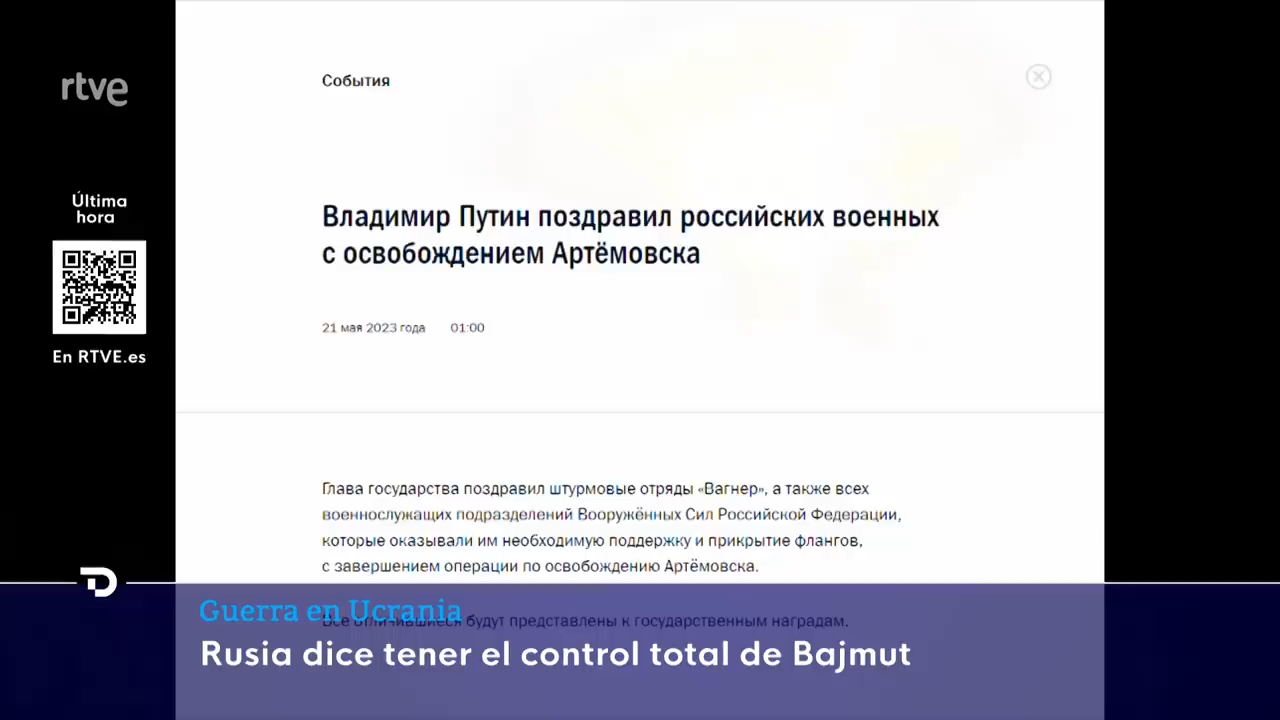 rtve
Última
hora
En RTVE.es
События
Владимир Путин поздравил российских военных
с освобождением Артёмовска
21 мая 2023 года 01:00
Глава государства поздравил штурмовые отряды «Вагнер», а также всех
военнослужащих подразделений Вооружённых Сил Российской Федерации,
которые оказывали им необходимую поддержку и прикрытие флангов,
с завершением операции по освобождению Артёмовска.
Guerra en Ucrania
Все отличившиеся будут представлены к государственным наградам.
Rusia dice tener el control total de Bajmut